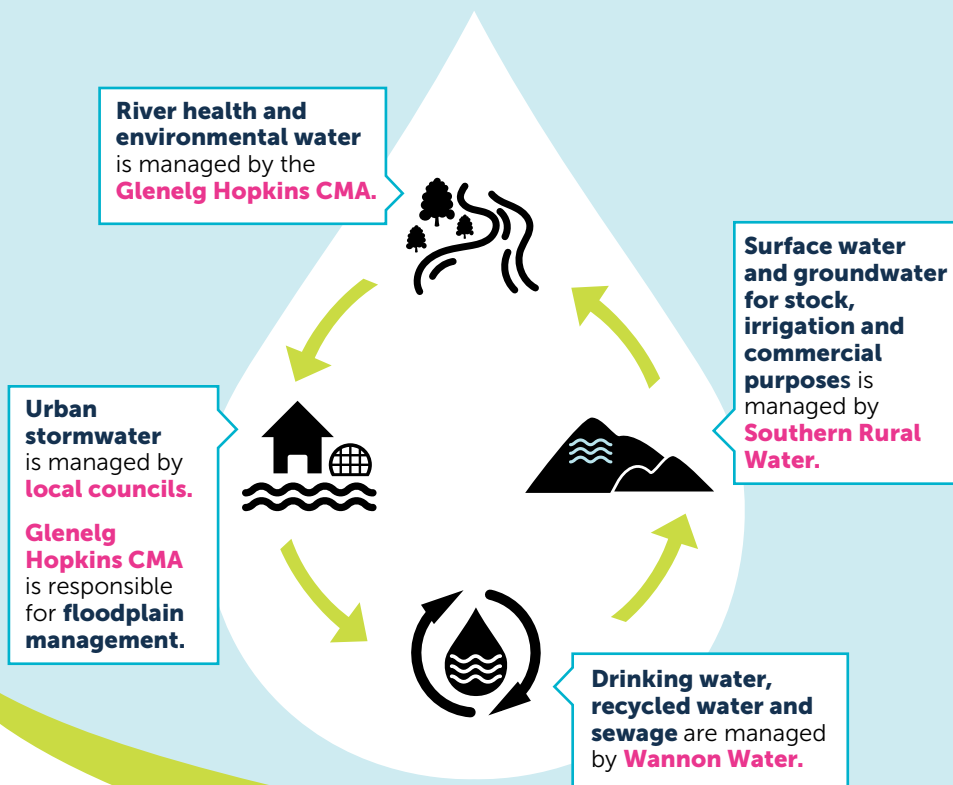 River health and
environmental water
is managed by the
Glenelg Hopkins CMA.
Surface water
and groundwater
for stock,
irrigation and
commercial
purposes is
managed by
Southern Rural
Water.
Urban
stormwater
is managed by
local councils.
Glenelg
Hopkins CMA
is responsible
for floodplain
management.
Drinking water,
recycled water and
sewage are managed
by Wannon Water.